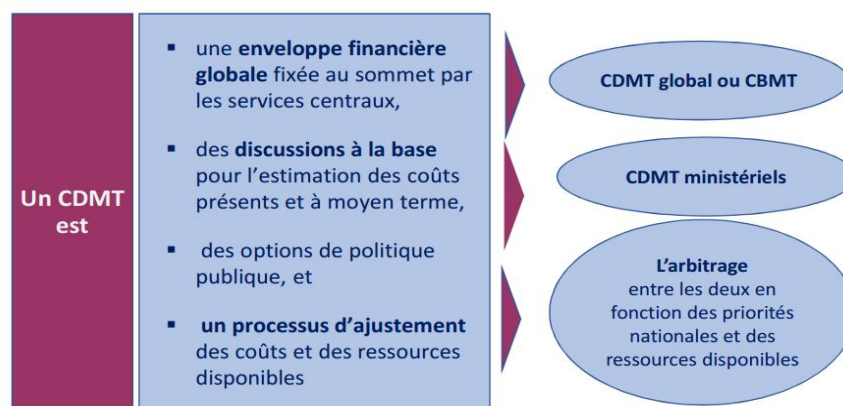 Un CDMT
est
▪ une enveloppe financière
globale fixée au sommet par
les services centraux,
▪ des discussions à la base
pour l’estimation des coûts
présents et à moyen terme,
▪ des options de politique
publique, et
▪ un processus d’ajustement
des coûts et des ressources
disponibles
CDMT global ou CBMT
CDMT ministériels
L’arbitrage
entre les deux en
fonction des priorités
nationales et des
ressources disponibles